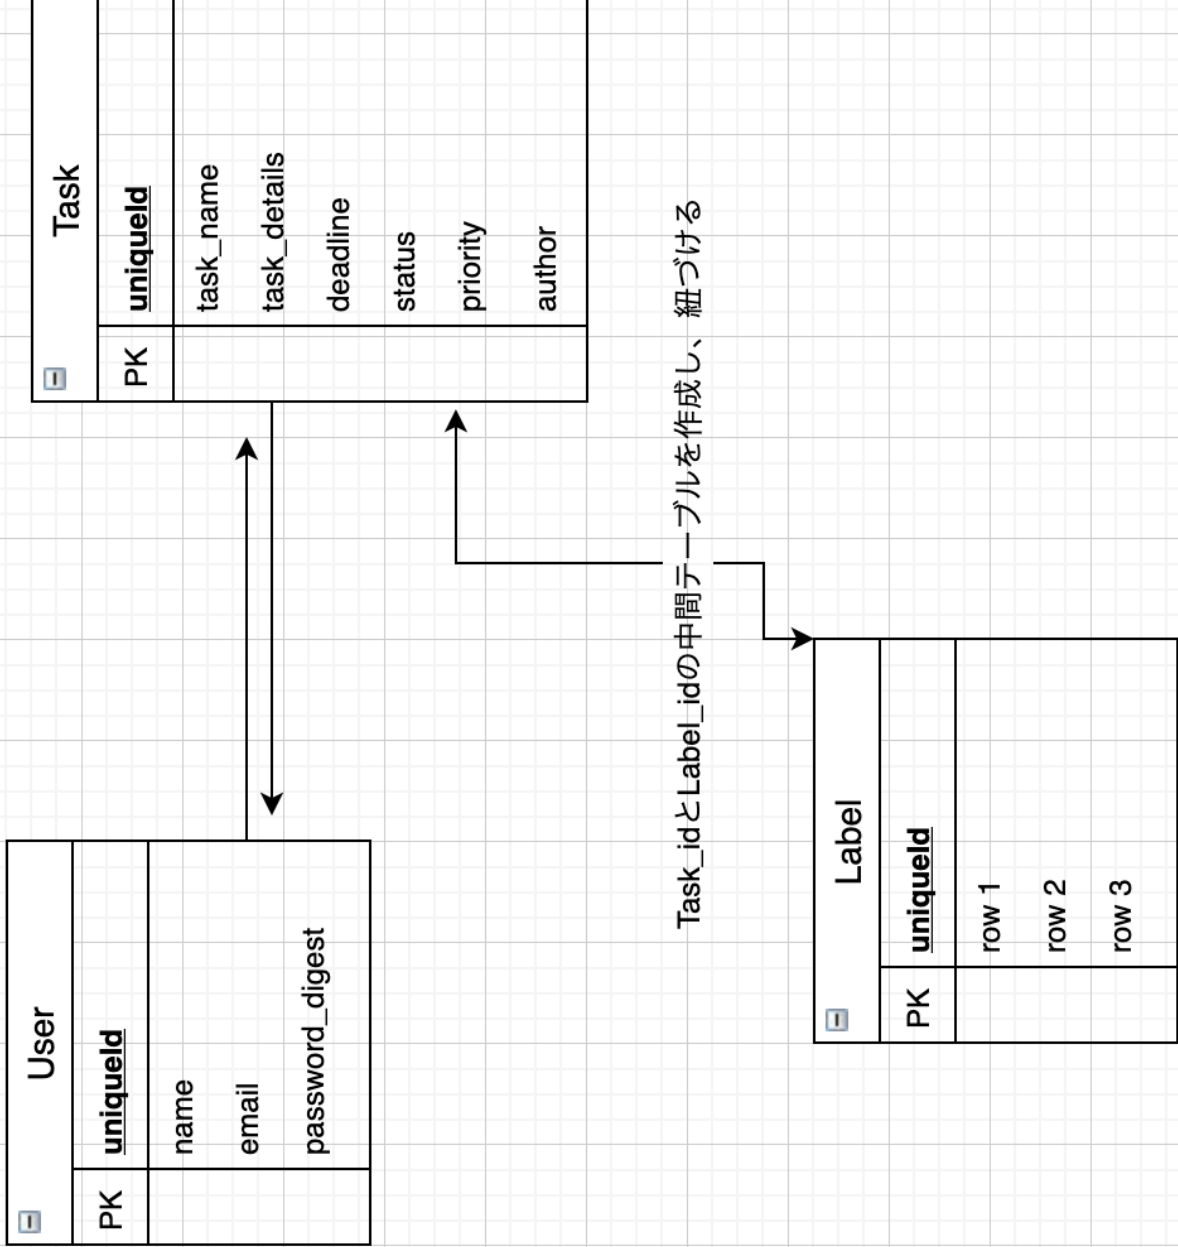 User
PK
uniqueId
name
email
password_digest
Task
PK
uniqueId
task_name
task_details
deadline
status
priority
author
Task_idとLabel_idの中間テーブルを作成し、紐づける
Label
PK
uniqueId
row 1
row 2
row 3